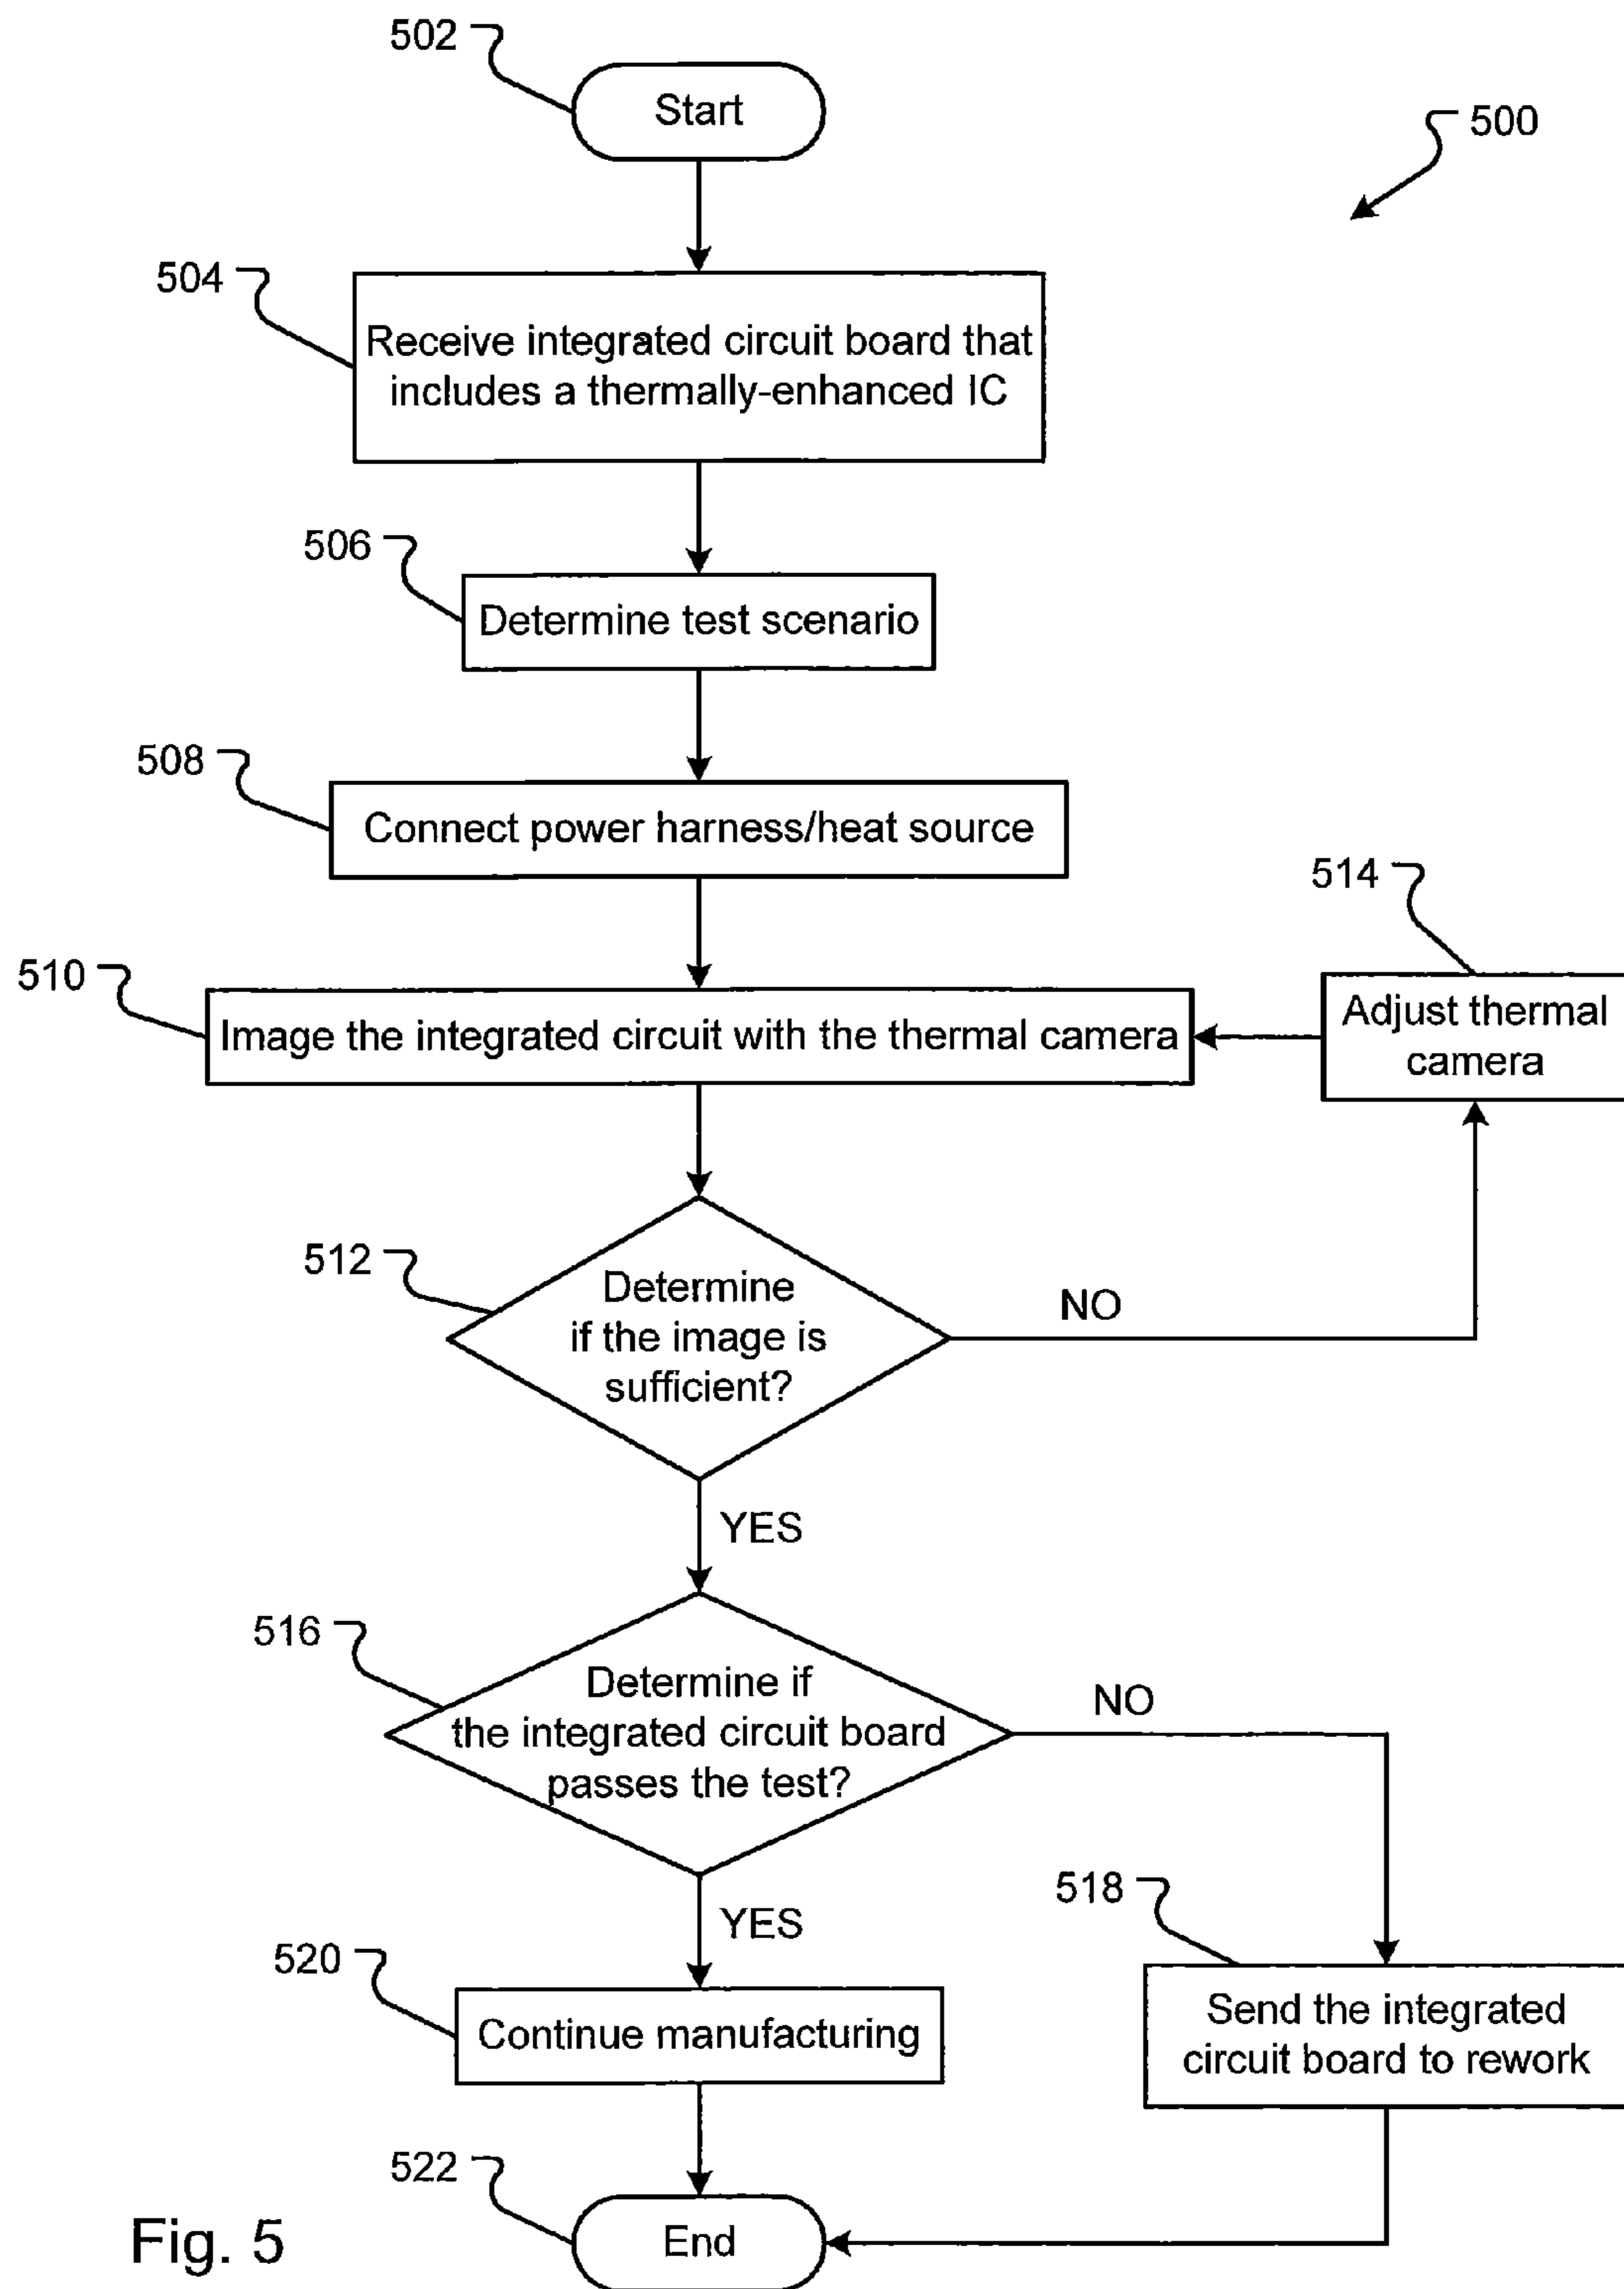 502
Start
500
504
Receive integrated circuit board that
includes a thermally-enhanced IC
506
Determine test scenario
508
Connect power harness/heat source
514
510
Image the integrated circuit with the thermal camera
Adjust thermal
camera
512
Determine
if the image is
sufficient?
NO
YES
516
Determine if
the integrated circuit board
passes the test?
NO
518
YES
520
Continue manufacturing
Send the integrated
circuit board to rework
522
End
Fig. 5